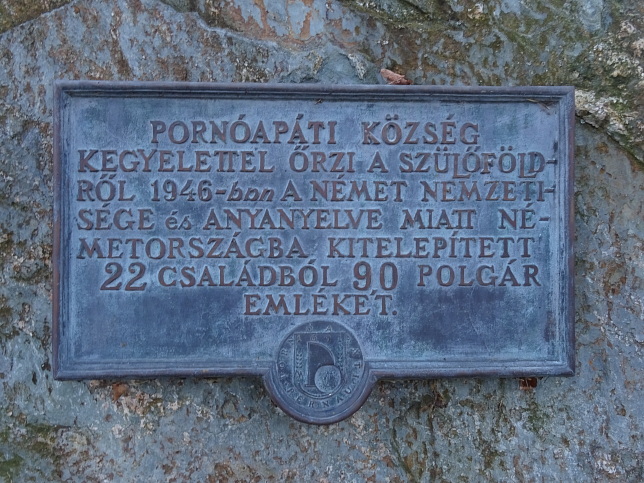 PORNÓAPÁTI KÖZSÉG
KEGYELETTEL ŐRZI A SZÜLŐFÖLD-
RŐL 1946-ban A NÉMET NEMZETI-
SÉGE és ANYANYELVE MIATT NÉ-
METORSZÁGBA KITELEPÍTETT
22 CSALÁDBÓL 90 POLGÁR
EMLÉKÉT.